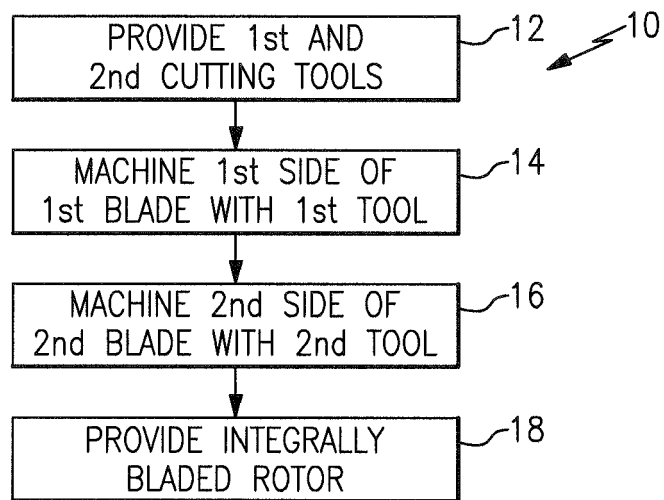 PROVIDE 1st AND
2nd CUTTING TOOLS
12
10
MACHINE 1st SIDE OF
1st BLADE WITH 1st TOOL
14
MACHINE 2nd SIDE OF
2nd BLADE WITH 2nd TOOL
16
PROVIDE INTEGRALLY
BLADED ROTOR
18